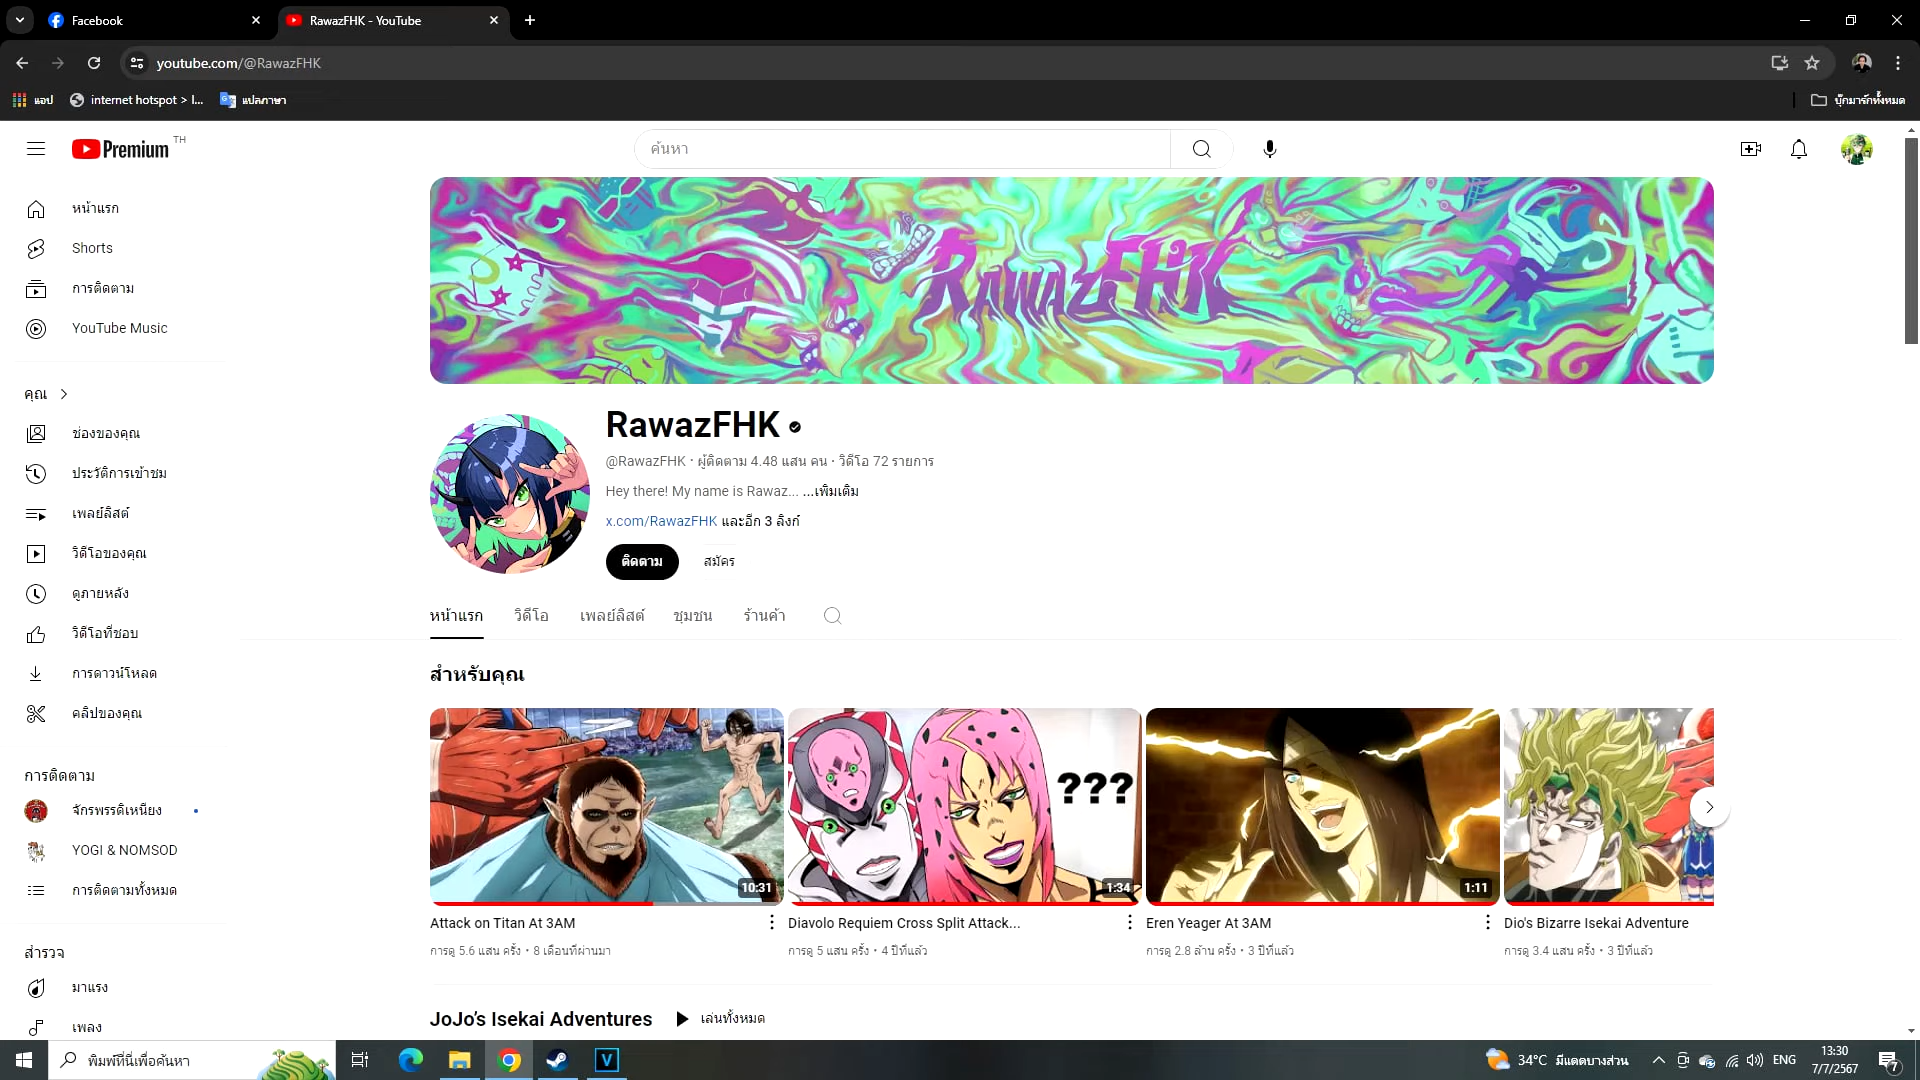 Facebook
RawazFHK - YouTube
youtube.com/@RawazFHK
แอป
internet hotspot > l...
แปลภาษา
บุ๊กมาร์กทั้งหมด
Premium TH
ค้นหา
หน้าแรก
Shorts
การติดตาม
YouTube Music
คุณ
ช่องของคุณ
ประวัติการเข้าชม
เพลย์ลิสต์
วิดีโอของคุณ
ดูภายหลัง
วิดีโอที่ชอบ
การดาวน์โหลด
คลิปของคุณ
การติดตาม
จักรพรรดิเหนียง
YOGI & NOMSOD
การติดตามทั้งหมด
สำรวจ
มาแรง
เพลง
RAWAZFHK
RawazFHK
@RawazFHK · ผู้ติดตาม 4.48 แสน คน · วิดีโอ 72 รายการ
Hey there! My name is Rawaz... ...เพิ่มเติม
x.com/RawazFHK และอีก 3 ลิงก์
ติดตาม สมัคร
หน้าแรก วิดีโอ เพลย์ลิสต์ ชุมชน ร้านค้า
สำหรับคุณ
10:31
???
1:34
1:11
Attack on Titan At 3AM
การดู 5.6 แสน ครั้ง • 8 เดือนที่ผ่านมา
Diavolo Requiem Cross Split Attack...
การดู 5 แสน ครั้ง • 4 ปีที่แล้ว
Eren Yeager At 3AM
การดู 2.8 ล้าน ครั้ง • 3 ปีที่แล้ว
Dio's Bizarre Isekai Adventure
การดู 3.4 แสน ครั้ง • 3 ปีที่แล้ว
JoJo’s Isekai Adventures เล่นทั้งหมด
พิมพ์ที่นี่เพื่อค้นหา
V
34°C มีแดดบางส่วน
ENG
13:30
7/7/2567
7